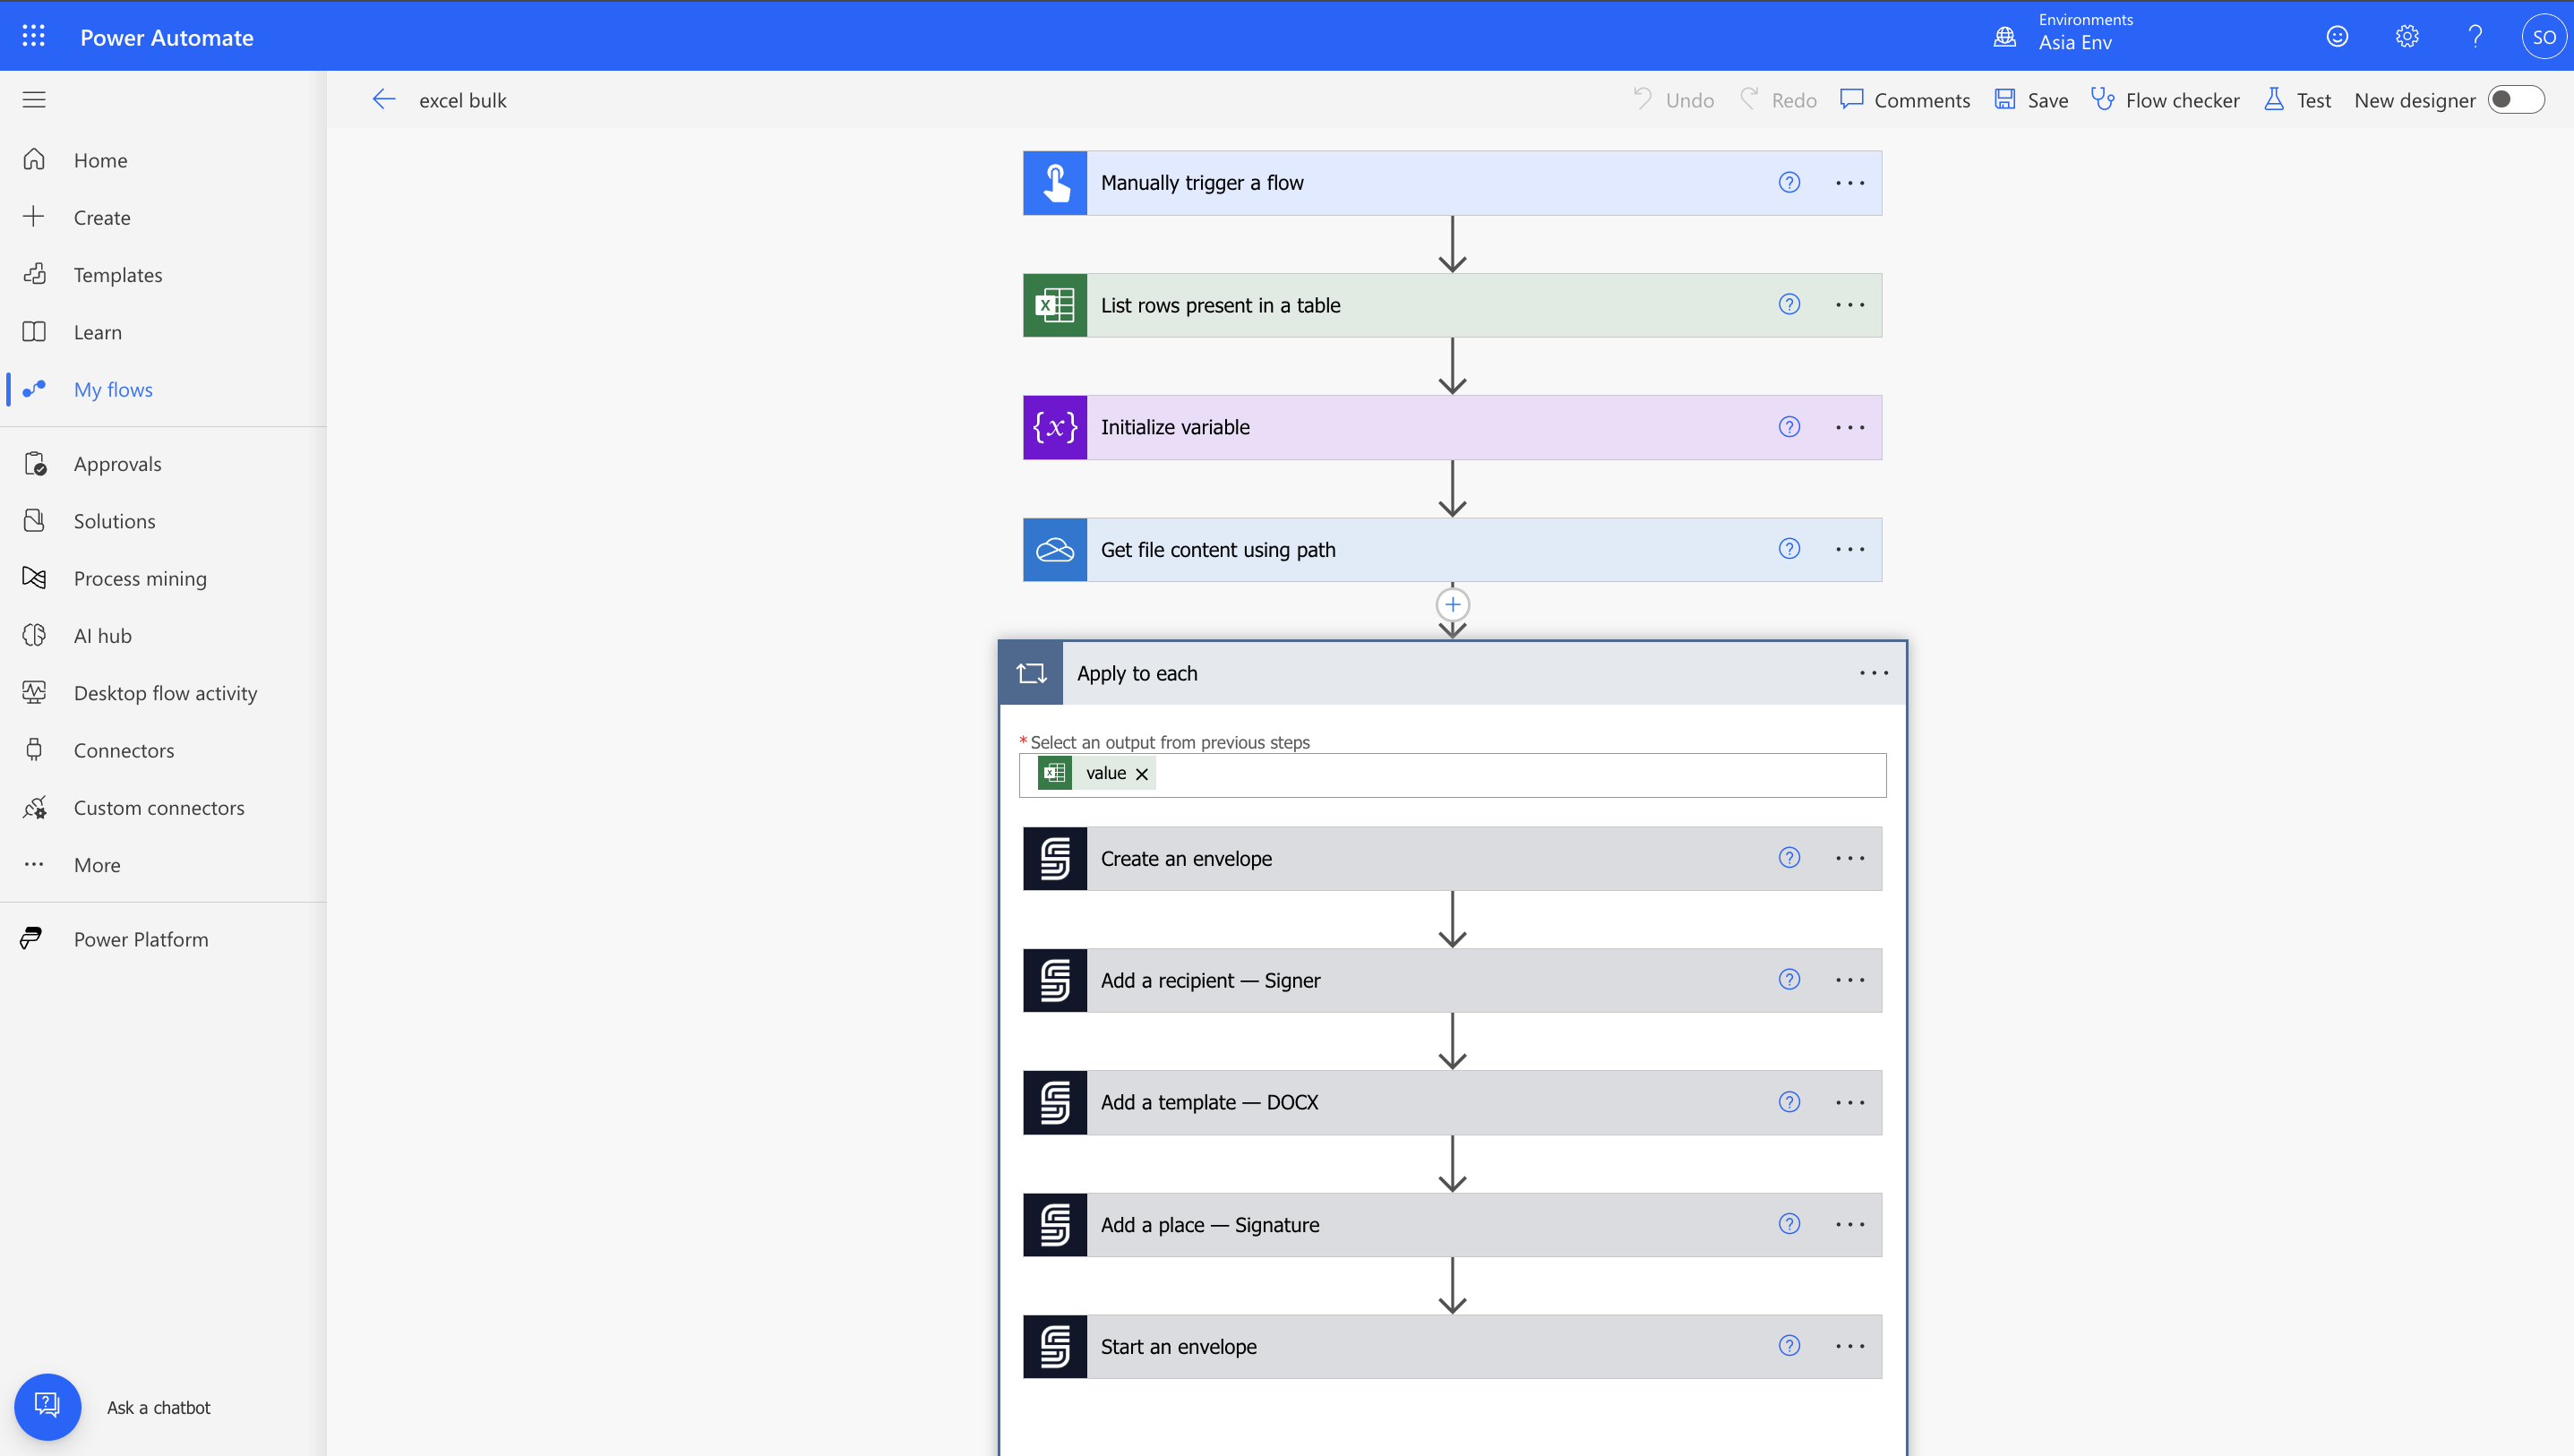 Power Automate
Environments
Asia Env
SO
excel bulk
Undo
Redo
Comments
Save
Flow checker
Test
New designer
Home
Create
Templates
Learn
My flows
Approvals
Solutions
Process mining
AI hub
Desktop flow activity
Connectors
Custom connectors
More
Power Platform
Ask a chatbot
Manually trigger a flow
List rows present in a table
{x} Initialize variable
Get file content using path
Apply to each
* Select an output from previous steps
value
Create an envelope
Add a recipient — Signer
Add a template — DOCX
Add a place — Signature
Start an envelope